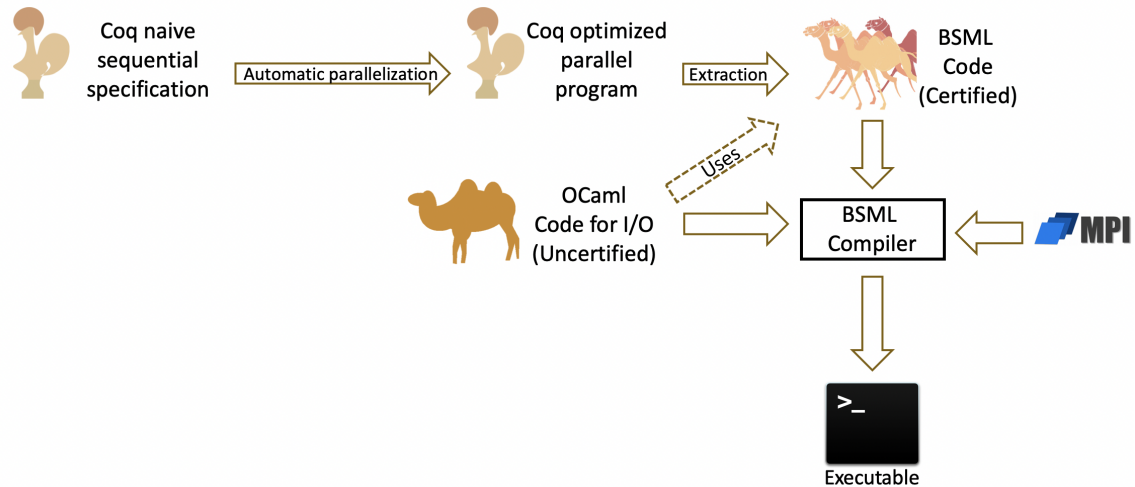 Coq naive
sequential
specification
Automatic parallelization
Coq optimized
parallel
program
Extraction
BSML
Code
(Certified)
Uses
OCaml
Code for I/O
(Uncertified)
BSML
Compiler
MPI
>_
Executable